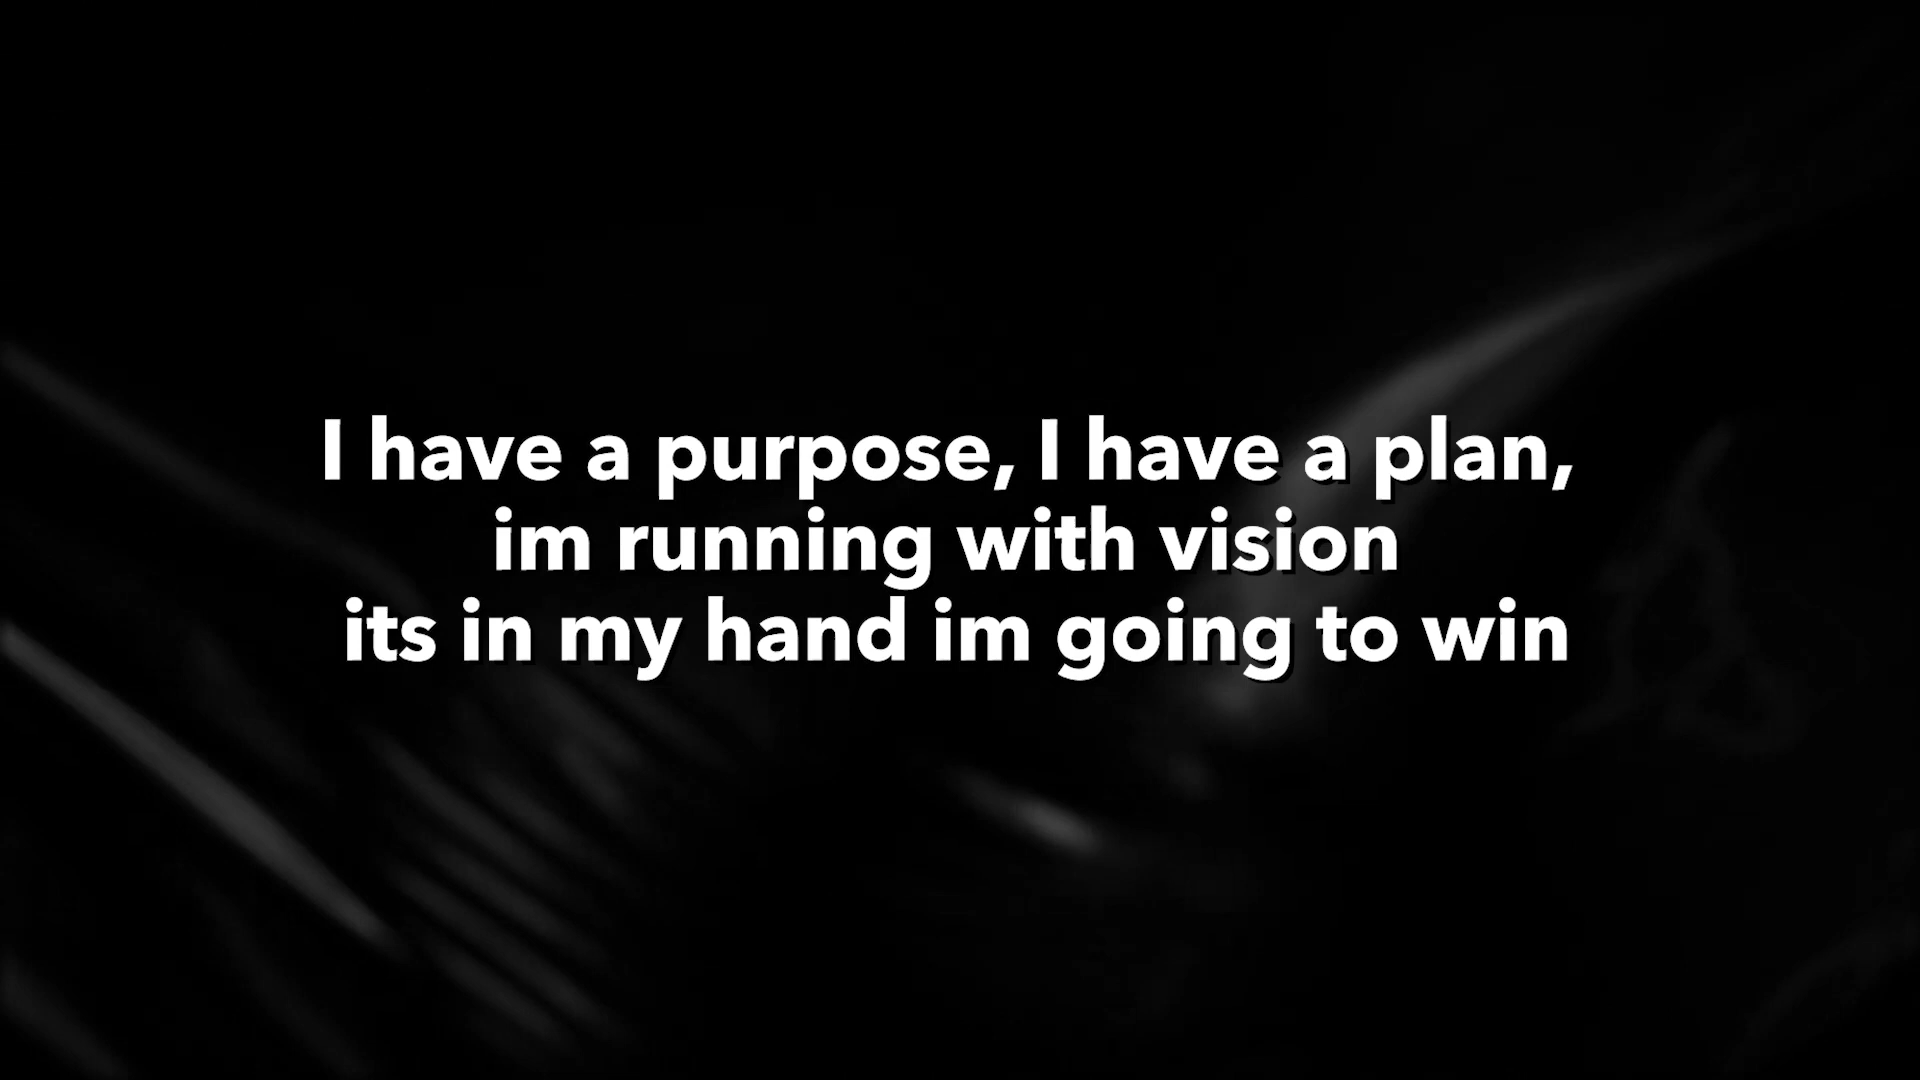 I have a purpose, I have a plan,
im running with vision
its in my hand im going to win